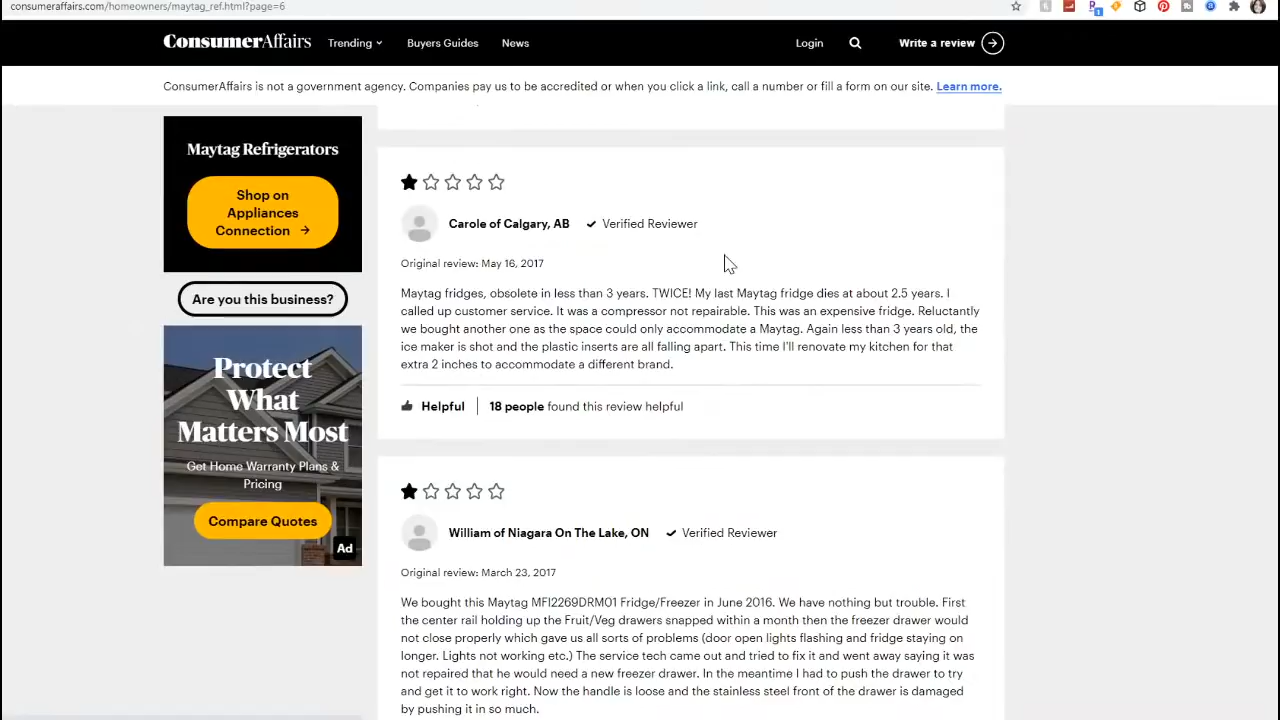 consumeraffairs.com/homeowners/maytag_ref.html?page=6
ConsumerAffairs
Trending
Buyers Guides
News
Login
Write a review
ConsumerAffairs is not a government agency. Companies pay us to be accredited or when you click a link, call a number or fill a form on our site. Learn more.
Maytag Refrigerators
Shop on
Appliances
Connection
Are you this business?
Protect
What
Matters Most
Get Home Warranty Plans &
Pricing
Compare Quotes
Ad
Carole of Calgary, AB
Verified Reviewer
Original review: May 16, 2017
Maytag fridges, obsolete in less than 3 years. TWICE! My last Maytag fridge dies at about 2.5 years. I
called up customer service. It was a compressor not repairable. This was an expensive fridge. Reluctantly
we bought another one as the space could only accommodate a Maytag. Again less than 3 years old, the
ice maker is shot and the plastic inserts are all falling apart. This time I'll renovate my kitchen for that
extra 2 inches to accommodate a different brand.
Helpful
18 people found this review helpful
William of Niagara On The Lake, ON
Verified Reviewer
Original review: March 23, 2017
We bought this Maytag MFI2269DRM01 Fridge/Freezer in June 2016. We have nothing but trouble. First
the center rail holding up the Fruit/Veg drawers snapped within a month then the freezer drawer would
not close properly which gave us all sorts of problems (door open lights flashing and fridge staying on
longer. Lights not working etc.) The service tech came out and tried to fix it and went away saying it was
not repaired that he would need a new freezer drawer. In the meantime I had to push the drawer to try
and get it to work right. Now the handle is loose and the stainless steel front of the drawer is damaged
by pushing it in so much.